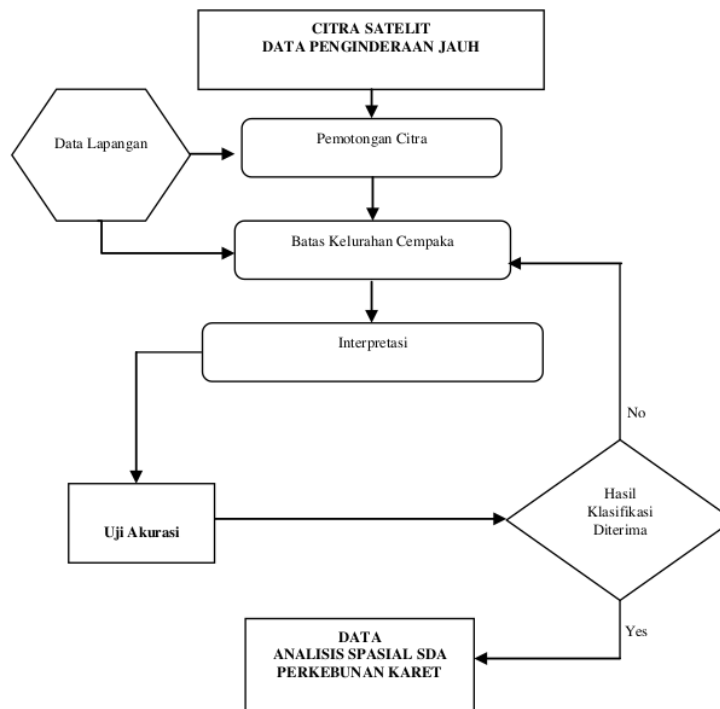 CITRA SATELIT
DATA PENGINDERAAN JAUH
Data Lapangan
Pemotongan Citra
Batas Kelurahan Cempaka
Interpretasi
No
Hasil
Klasifikasi
Diterima
Uji Akurasi
Yes
DATA
ANALISIS SPASIAL SDA
PERKEBUNAN KARET